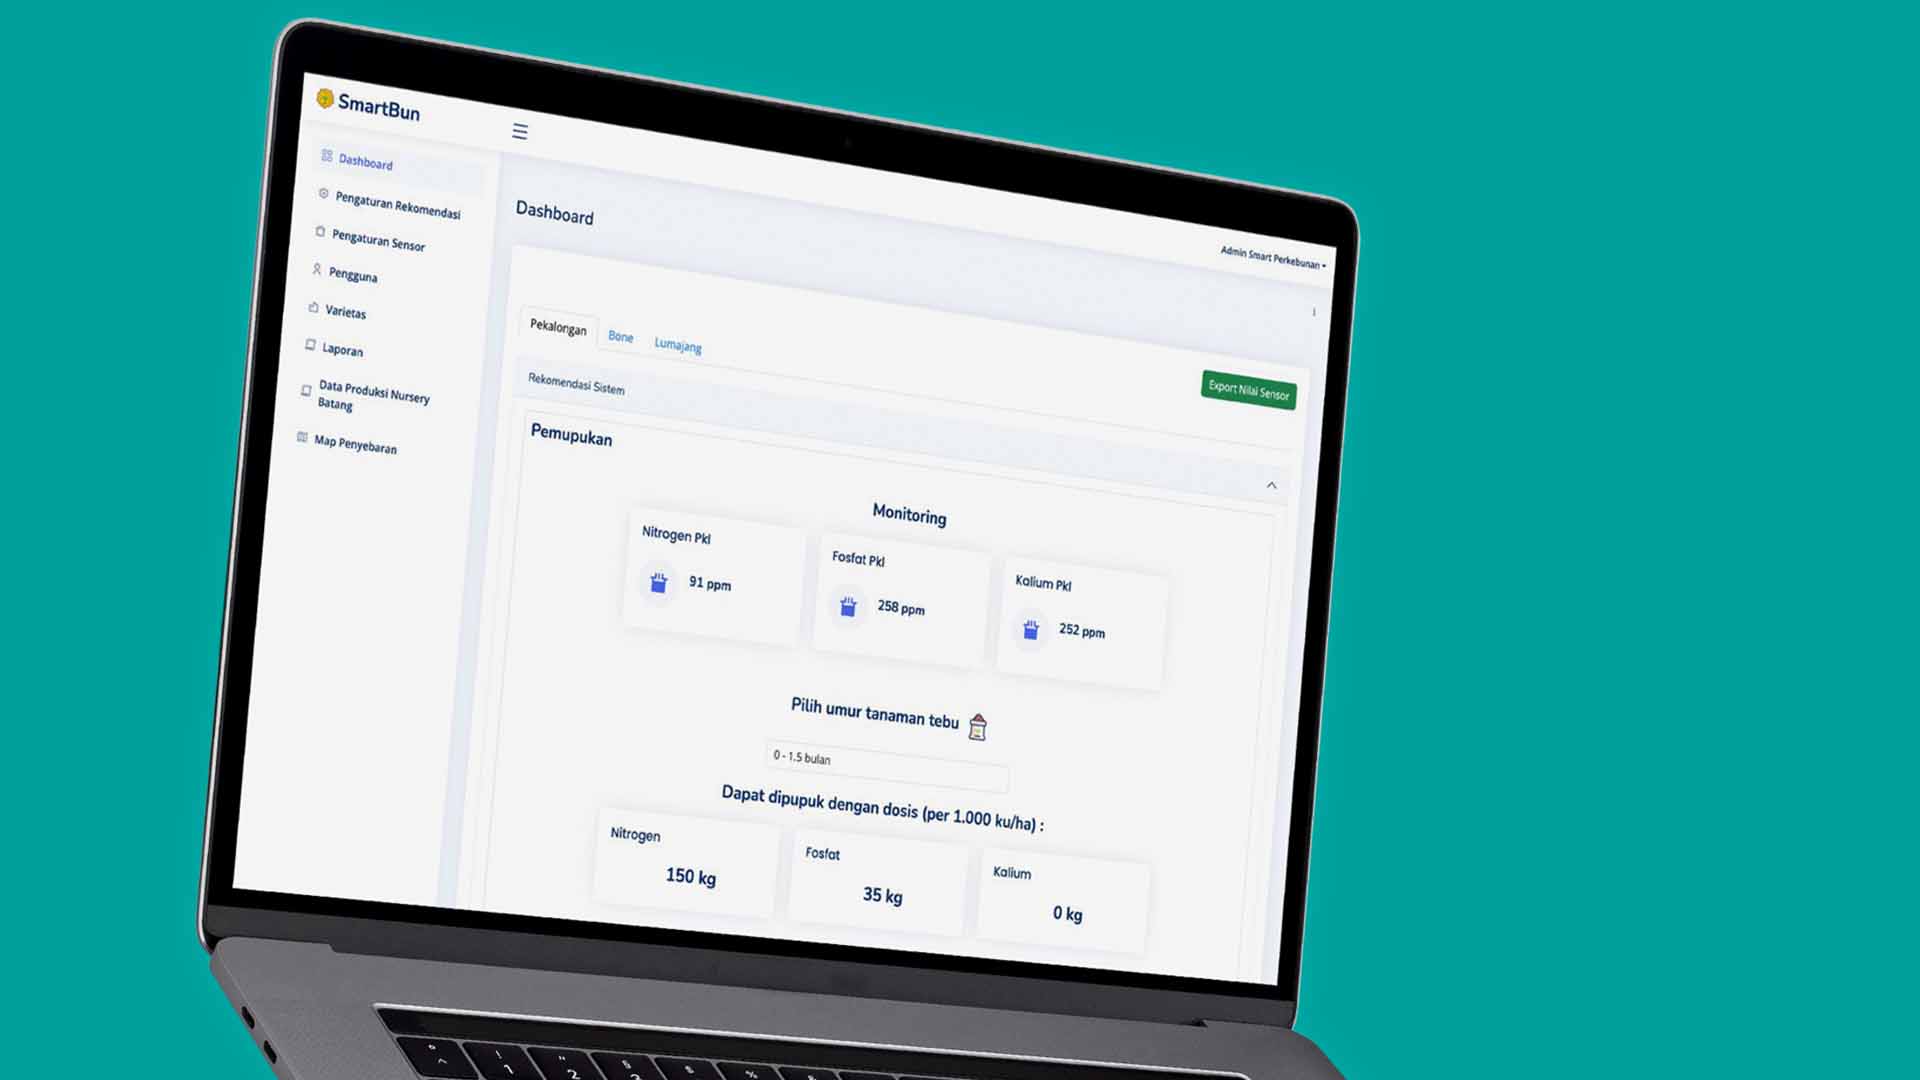 SmartBun
Dashboard
Pengaturan Rekomendasi
Pengaturan Sensor
Pengguna
Varietas
Laporan
Data Produksi Nursery
Batang
Map Penyebaran
Admin Smart Perkebunan
Dashboard
Pekalongan Bone Lumajang
Export Nilai Sensor
Rekomendasi Sistem
Pemupukan
Monitoring
Nitrogen Pkl
91 ppm
Fosfat Pkl
258 ppm
Kalium Pkl
252 ppm
Pilih umur tanaman tebu
0 - 1.5 bulan
Dapat dipupuk dengan dosis (per 1.000 ku/ha) :
Nitrogen
150 kg
Fosfat
35 kg
Kalium
0 kg